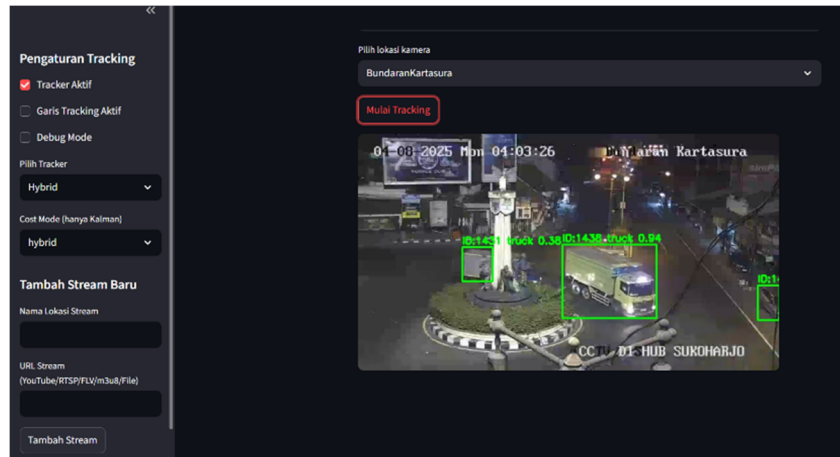 Pengaturan Tracking
Tracker Aktif
Garis Tracking Aktif
Debug Mode
Pilih Tracker
Hybrid
Cost Mode (hanya Kalman)
hybrid
Tambah Stream Baru
Nama Lokasi Stream
URL Stream
(YouTube/RTSP/FLV/m3u8/File)
Tambah Stream
Pilih lokasi kamera
BundaranKartasura
Mulai Tracking
04-08-2025 Mon 04:03:26
Bundaran Kartasura
ID:1431 truck 0.38
ID:1438 truck 0.94
CCTV D1SHUB SUKOHARJO